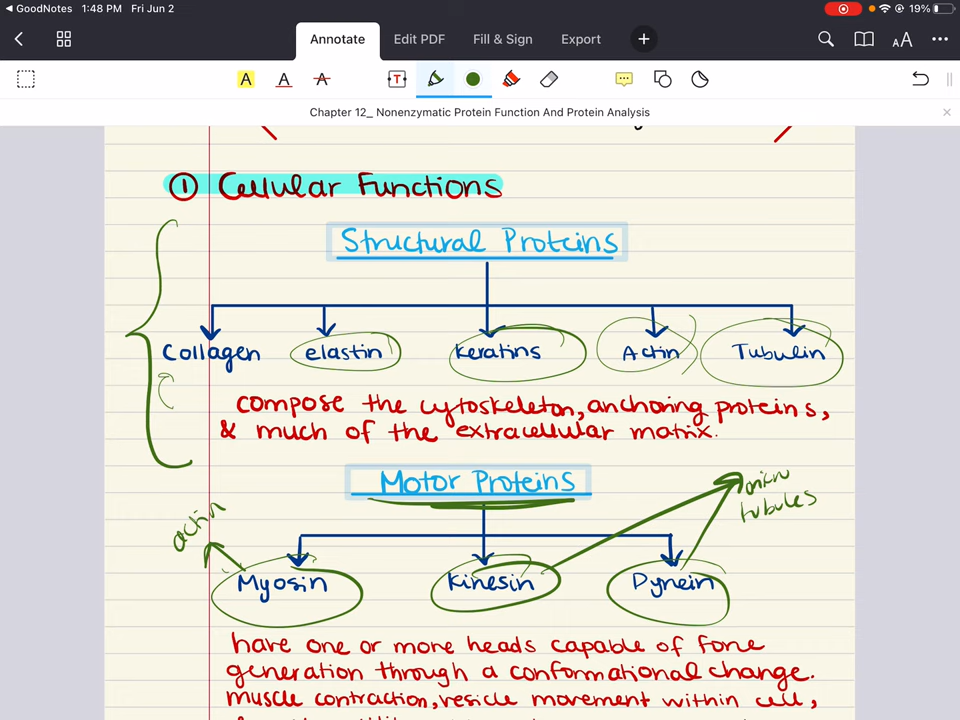 GoodNotes 1:48 PM Fri Jun 2 19%
Annotate Edit PDF Fill & Sign Export
Chapter 12_ Nonenzymatic Protein Function And Protein Analysis
1 Cellular Functions
Structural Proteins
Collagen elastin keratins Actin Tubulin
compose the cytoskeleton, anchoring proteins,
& much of the extracellular matrix.
Motor Proteins
micro
tubules
actin
Myosin Kinesin Dynein
have one or more heads capable of force
generation through a conformational change.
muscle contraction, vesicle movement within cell,